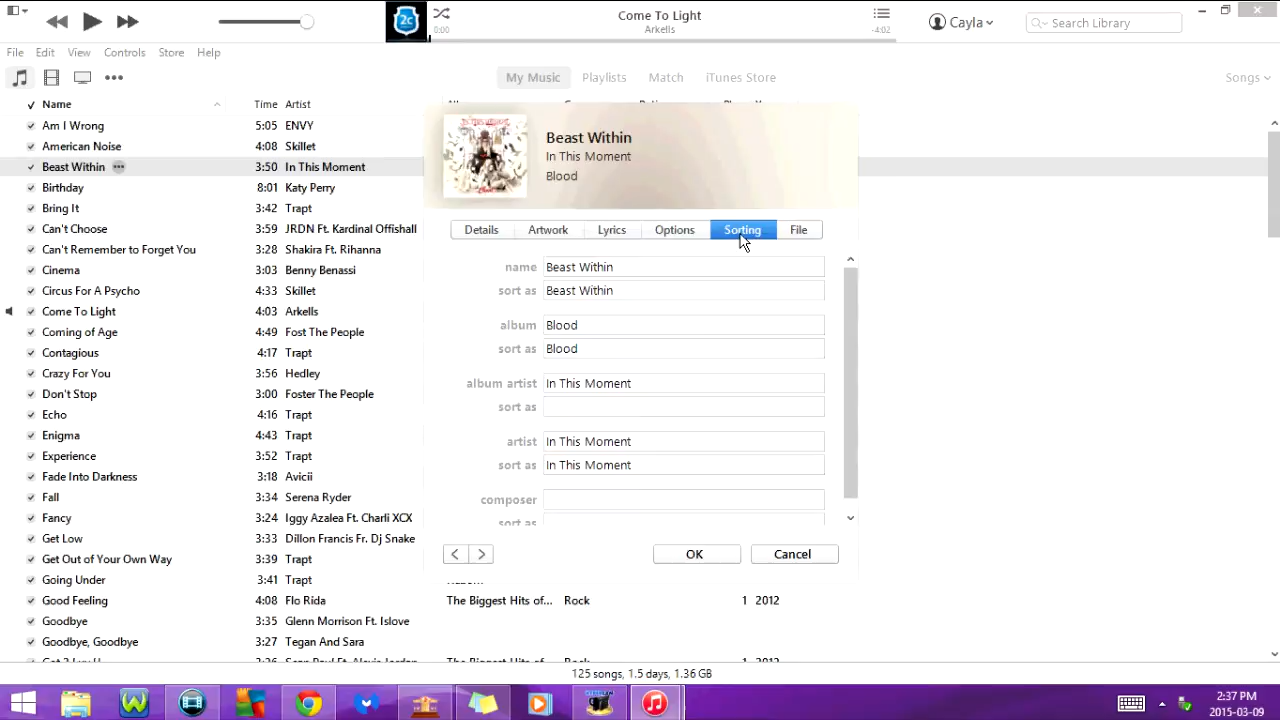 Come To Light
Arkells
0:00
-4:02
Cayla
Search Library
File Edit View Controls Store Help
My Music Playlists Match iTunes Store
Songs
Name Time Artist
Am I Wrong 5:05 ENVY
American Noise 4:08 Skillet
Beast Within 3:50 In This Moment
Birthday 8:01 Katy Perry
Bring It 3:42 Trapt
Can't Choose 3:59 JRDN Ft. Kardinal Offishall
Can't Remember to Forget You 3:28 Shakira Ft. Rihanna
Cinema 3:03 Benny Benassi
Circus For A Psycho 4:33 Skillet
Come To Light 4:03 Arkells
Coming of Age 4:49 Fost The People
Contagious 4:17 Trapt
Crazy For You 3:56 Hedley
Don't Stop 3:00 Foster The People
Echo 4:16 Trapt
Enigma 4:43 Trapt
Experience 3:52 Trapt
Fade Into Darkness 3:18 Avicii
Fall 3:34 Serena Ryder
Fancy 3:24 Iggy Azalea Ft. Charli XCX
Get Low 3:33 Dillon Francis Fr. Dj Snake
Get Out of Your Own Way 3:39 Trapt
Going Under 3:41 Trapt
Good Feeling 4:08 Flo Rida The Biggest Hits of... Rock 1 2012
Goodbye 3:36 Glenn Morrison Ft. Islove
Goodbye, Goodbye 3:27 Tegan And Sara
Beast Within
In This Moment
Blood
Details Artwork Lyrics Options Sorting File
name Beast Within
sort as Beast Within
album Blood
sort as Blood
album artist In This Moment
sort as
artist In This Moment
sort as In This Moment
composer
sort as
< > OK Cancel
125 songs, 1.5 days, 1.36 GB
2:37 PM
2015-03-09